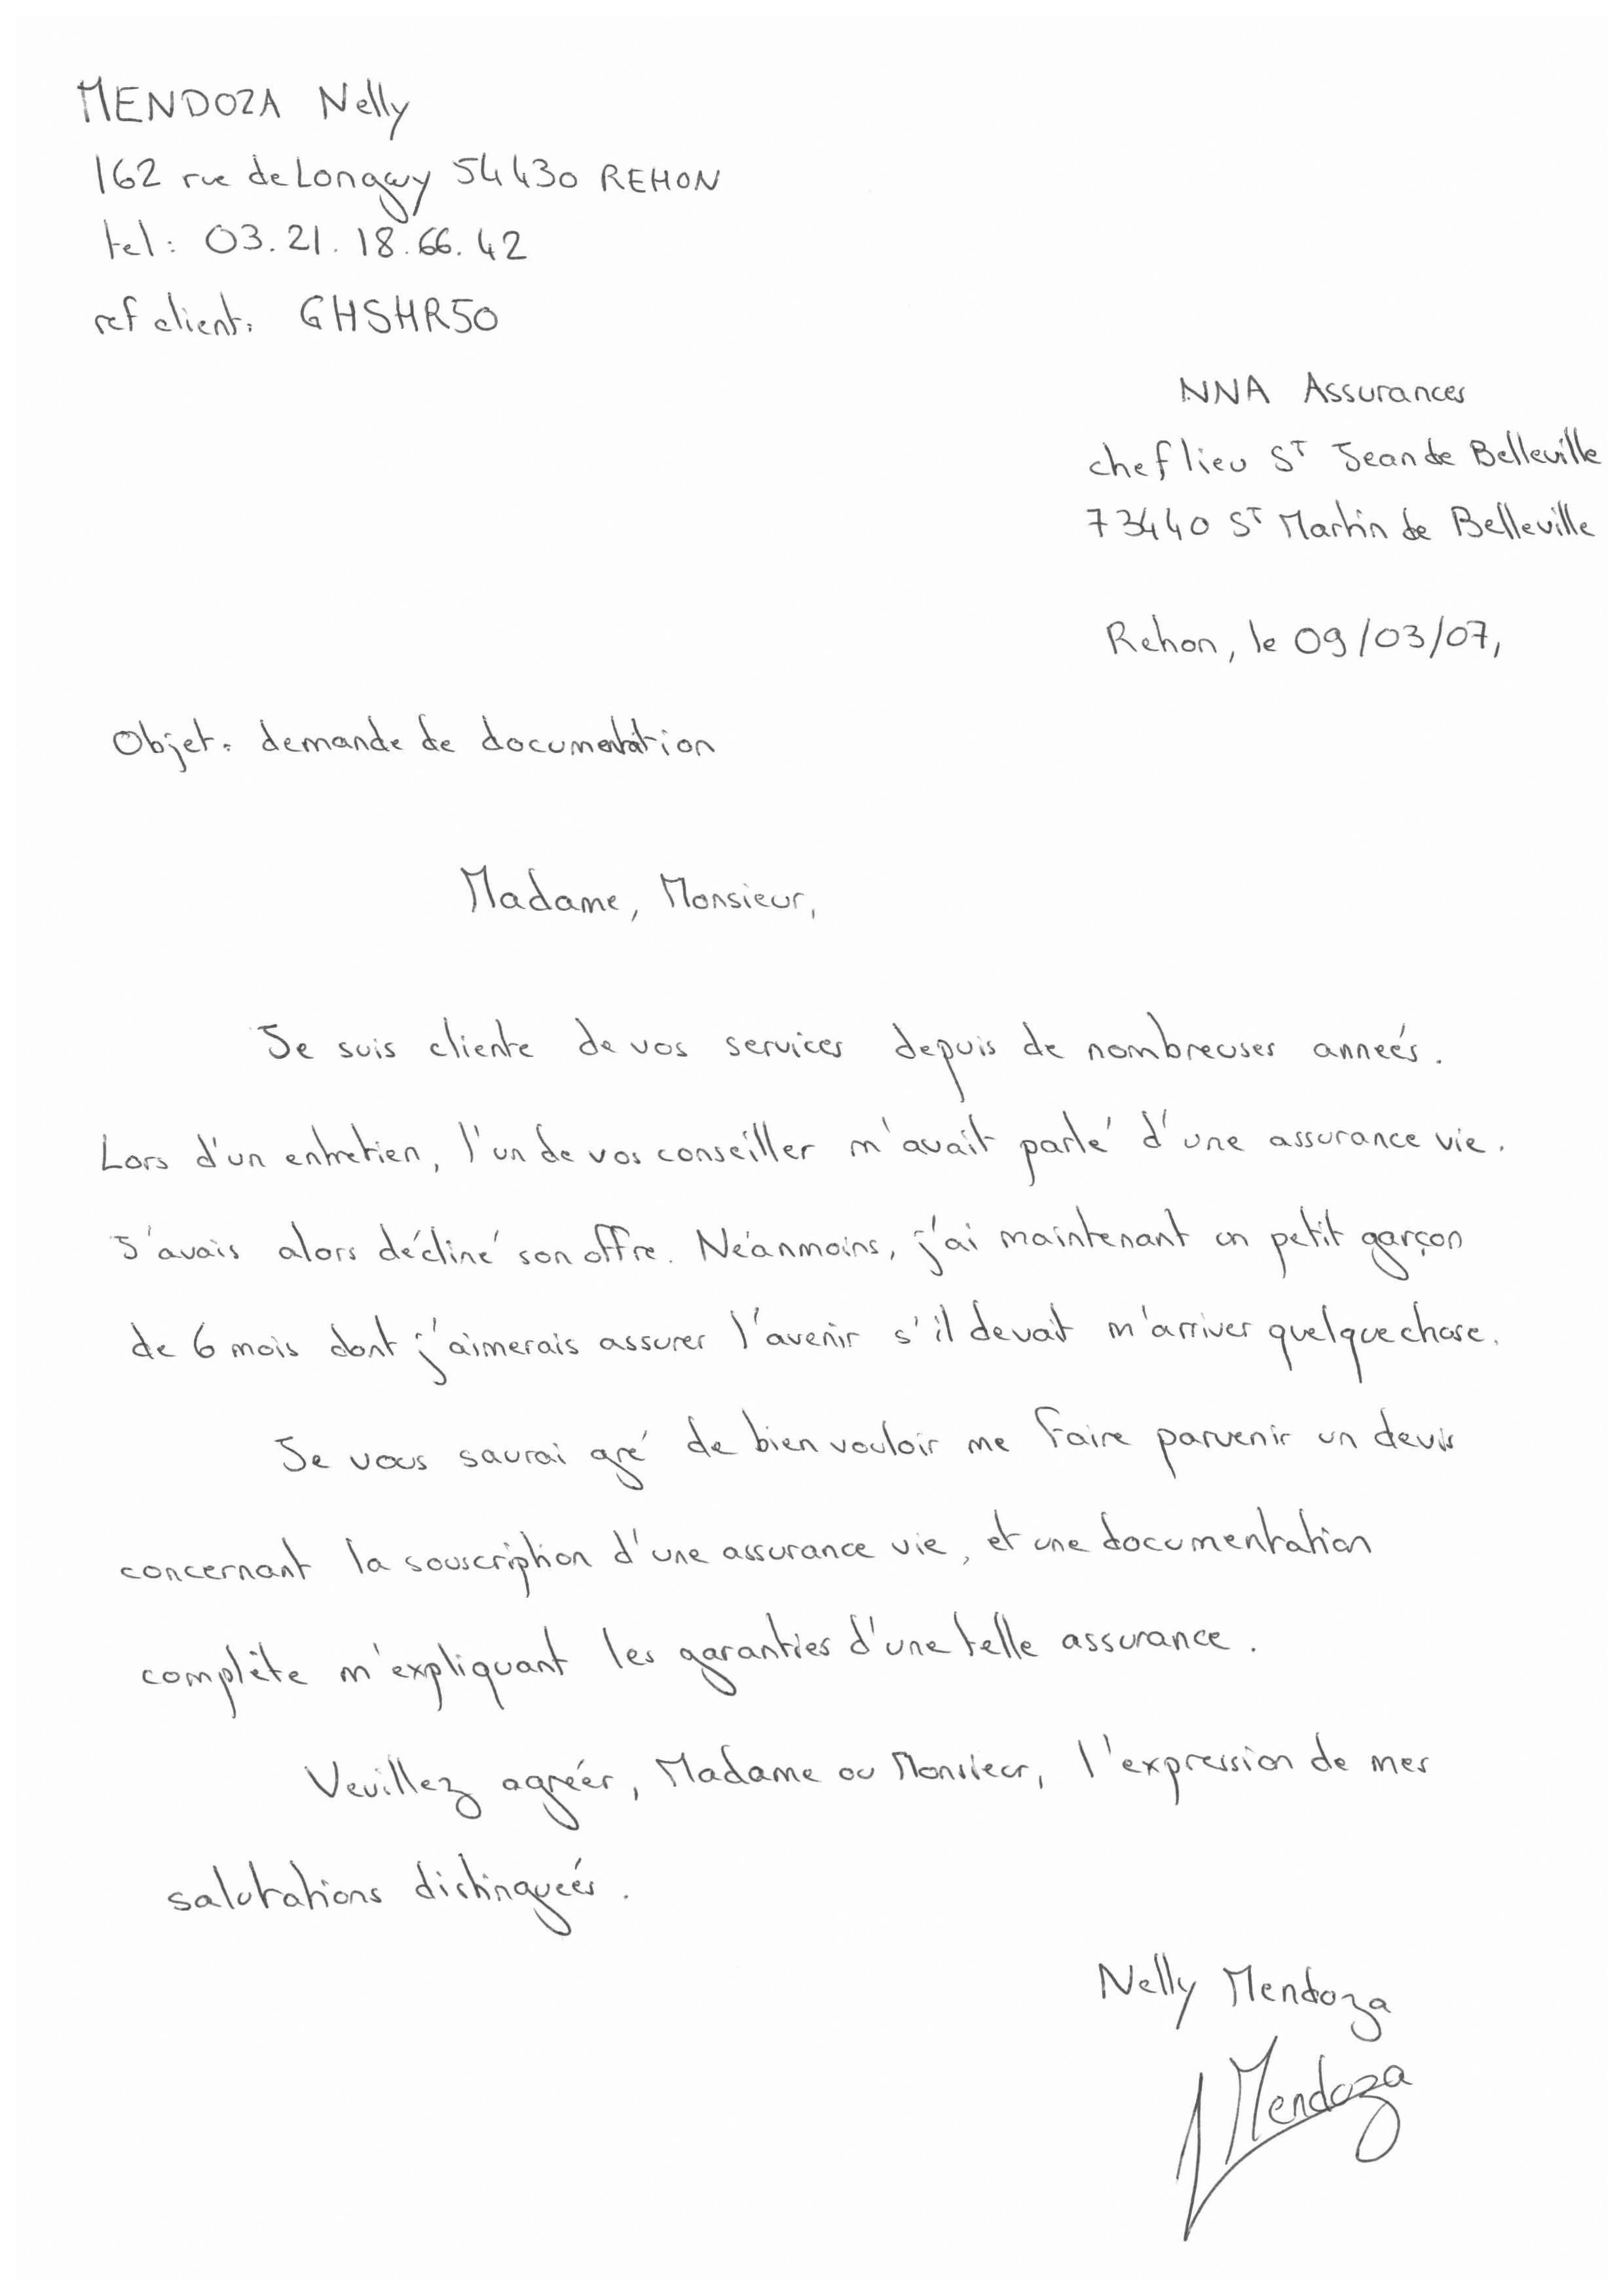 MENDOZA Nelly
162 rue de Longwy 54430 REHON
tel: 03.21.18.66.42
ref client: GHSHR50
NNA Assurances
chef lieu ST Jean de Belleville
73440 ST Martin de Belleville
Rehon, le 09/03/07,
Objet: demande de documentation
Madame, Monsieur,
Je suis cliente de vos services depuis de nombreuses années.
Lors d'un entretien, l'un de vos conseiller m'avait parlé d'une assurance vie.
J'avais alors décliné son offre. Néanmoins, j'ai maintenant un petit garçon
de 6 mois dont j'aimerais assurer l'avenir s'il devait m'arriver quelque chose.
Je vous saurai gré de bien vouloir me faire parvenir un devis
concernant la souscription d'une assurance vie, et une documentation
complète m'expliquant les garanties d'une telle assurance.
Veuillez agréer, Madame ou Monsieur, l'expression de mes
salutations distinguées.
Nelly Mendoza
Mendoza